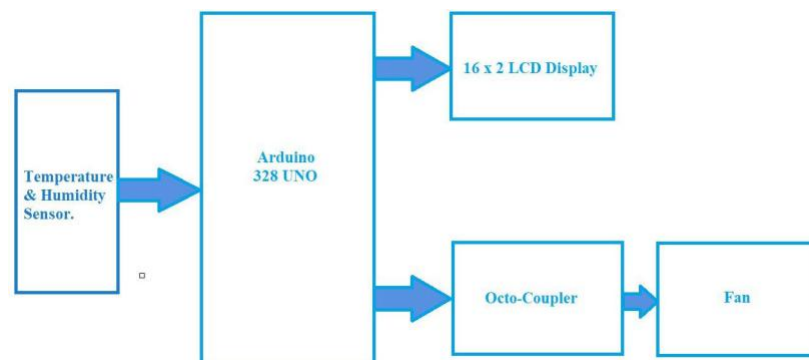 Temperature
& Humidity
Sensor.
Arduino
328 UNO
16 x 2 LCD Display
Octo-Coupler
Fan